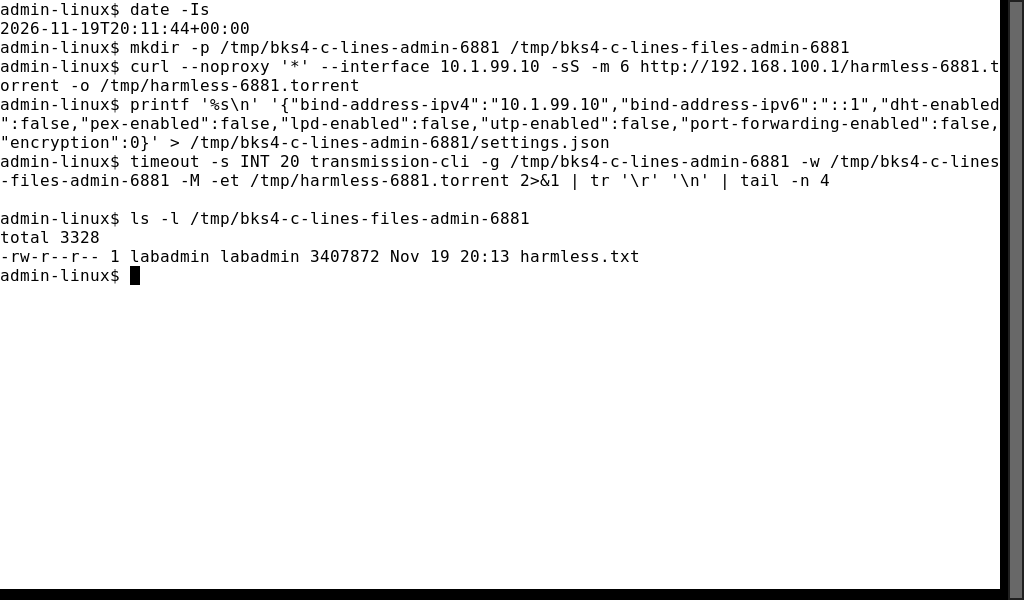 admin-linux$ date -Is
2026-11-19T20:11:44+00:00
admin-linux$ mkdir -p /tmp/bks4-c-lines-admin-6881 /tmp/bks4-c-lines-files-admin-6881
admin-linux$ curl --noproxy '*' --interface 10.1.99.10 -sS -m 6 http://192.168.100.1/harmless-6881.t
orrent -o /tmp/harmless-6881.torrent
admin-linux$ printf '%s\n' '{"bind-address-ipv4":"10.1.99.10","bind-address-ipv6":"::1","dht-enabled
":false,"pex-enabled":false,"lpd-enabled":false,"utp-enabled":false,"port-forwarding-enabled":false,
"encryption":0}' > /tmp/bks4-c-lines-admin-6881/settings.json
admin-linux$ timeout -s INT 20 transmission-cli -g /tmp/bks4-c-lines-admin-6881 -w /tmp/bks4-c-lines
-files-admin-6881 -M -et /tmp/harmless-6881.torrent 2>&1 | tr '\r' '\n' | tail -n 4
admin-linux$ ls -l /tmp/bks4-c-lines-files-admin-6881
total 3328
-rw-r--r-- 1 labadmin labadmin 3407872 Nov 19 20:13 harmless.txt
admin-linux$